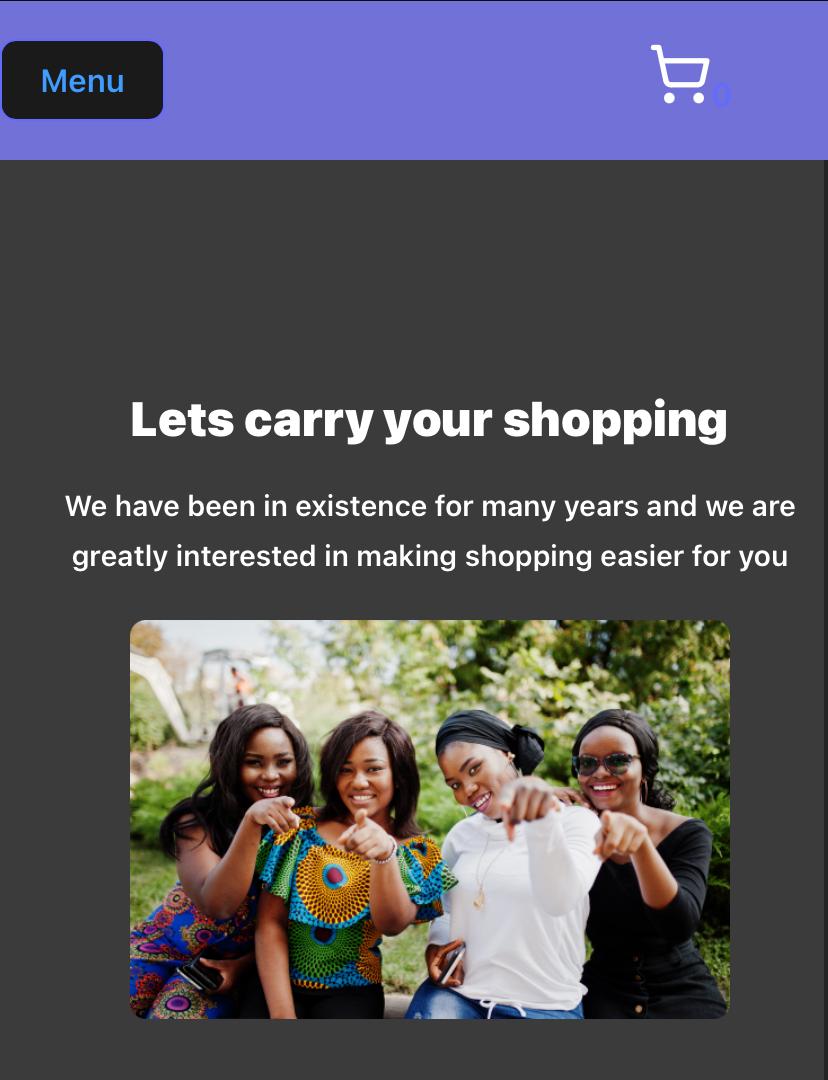 Menu
0
Lets carry your shopping
We have been in existence for many years and we are
greatly interested in making shopping easier for you